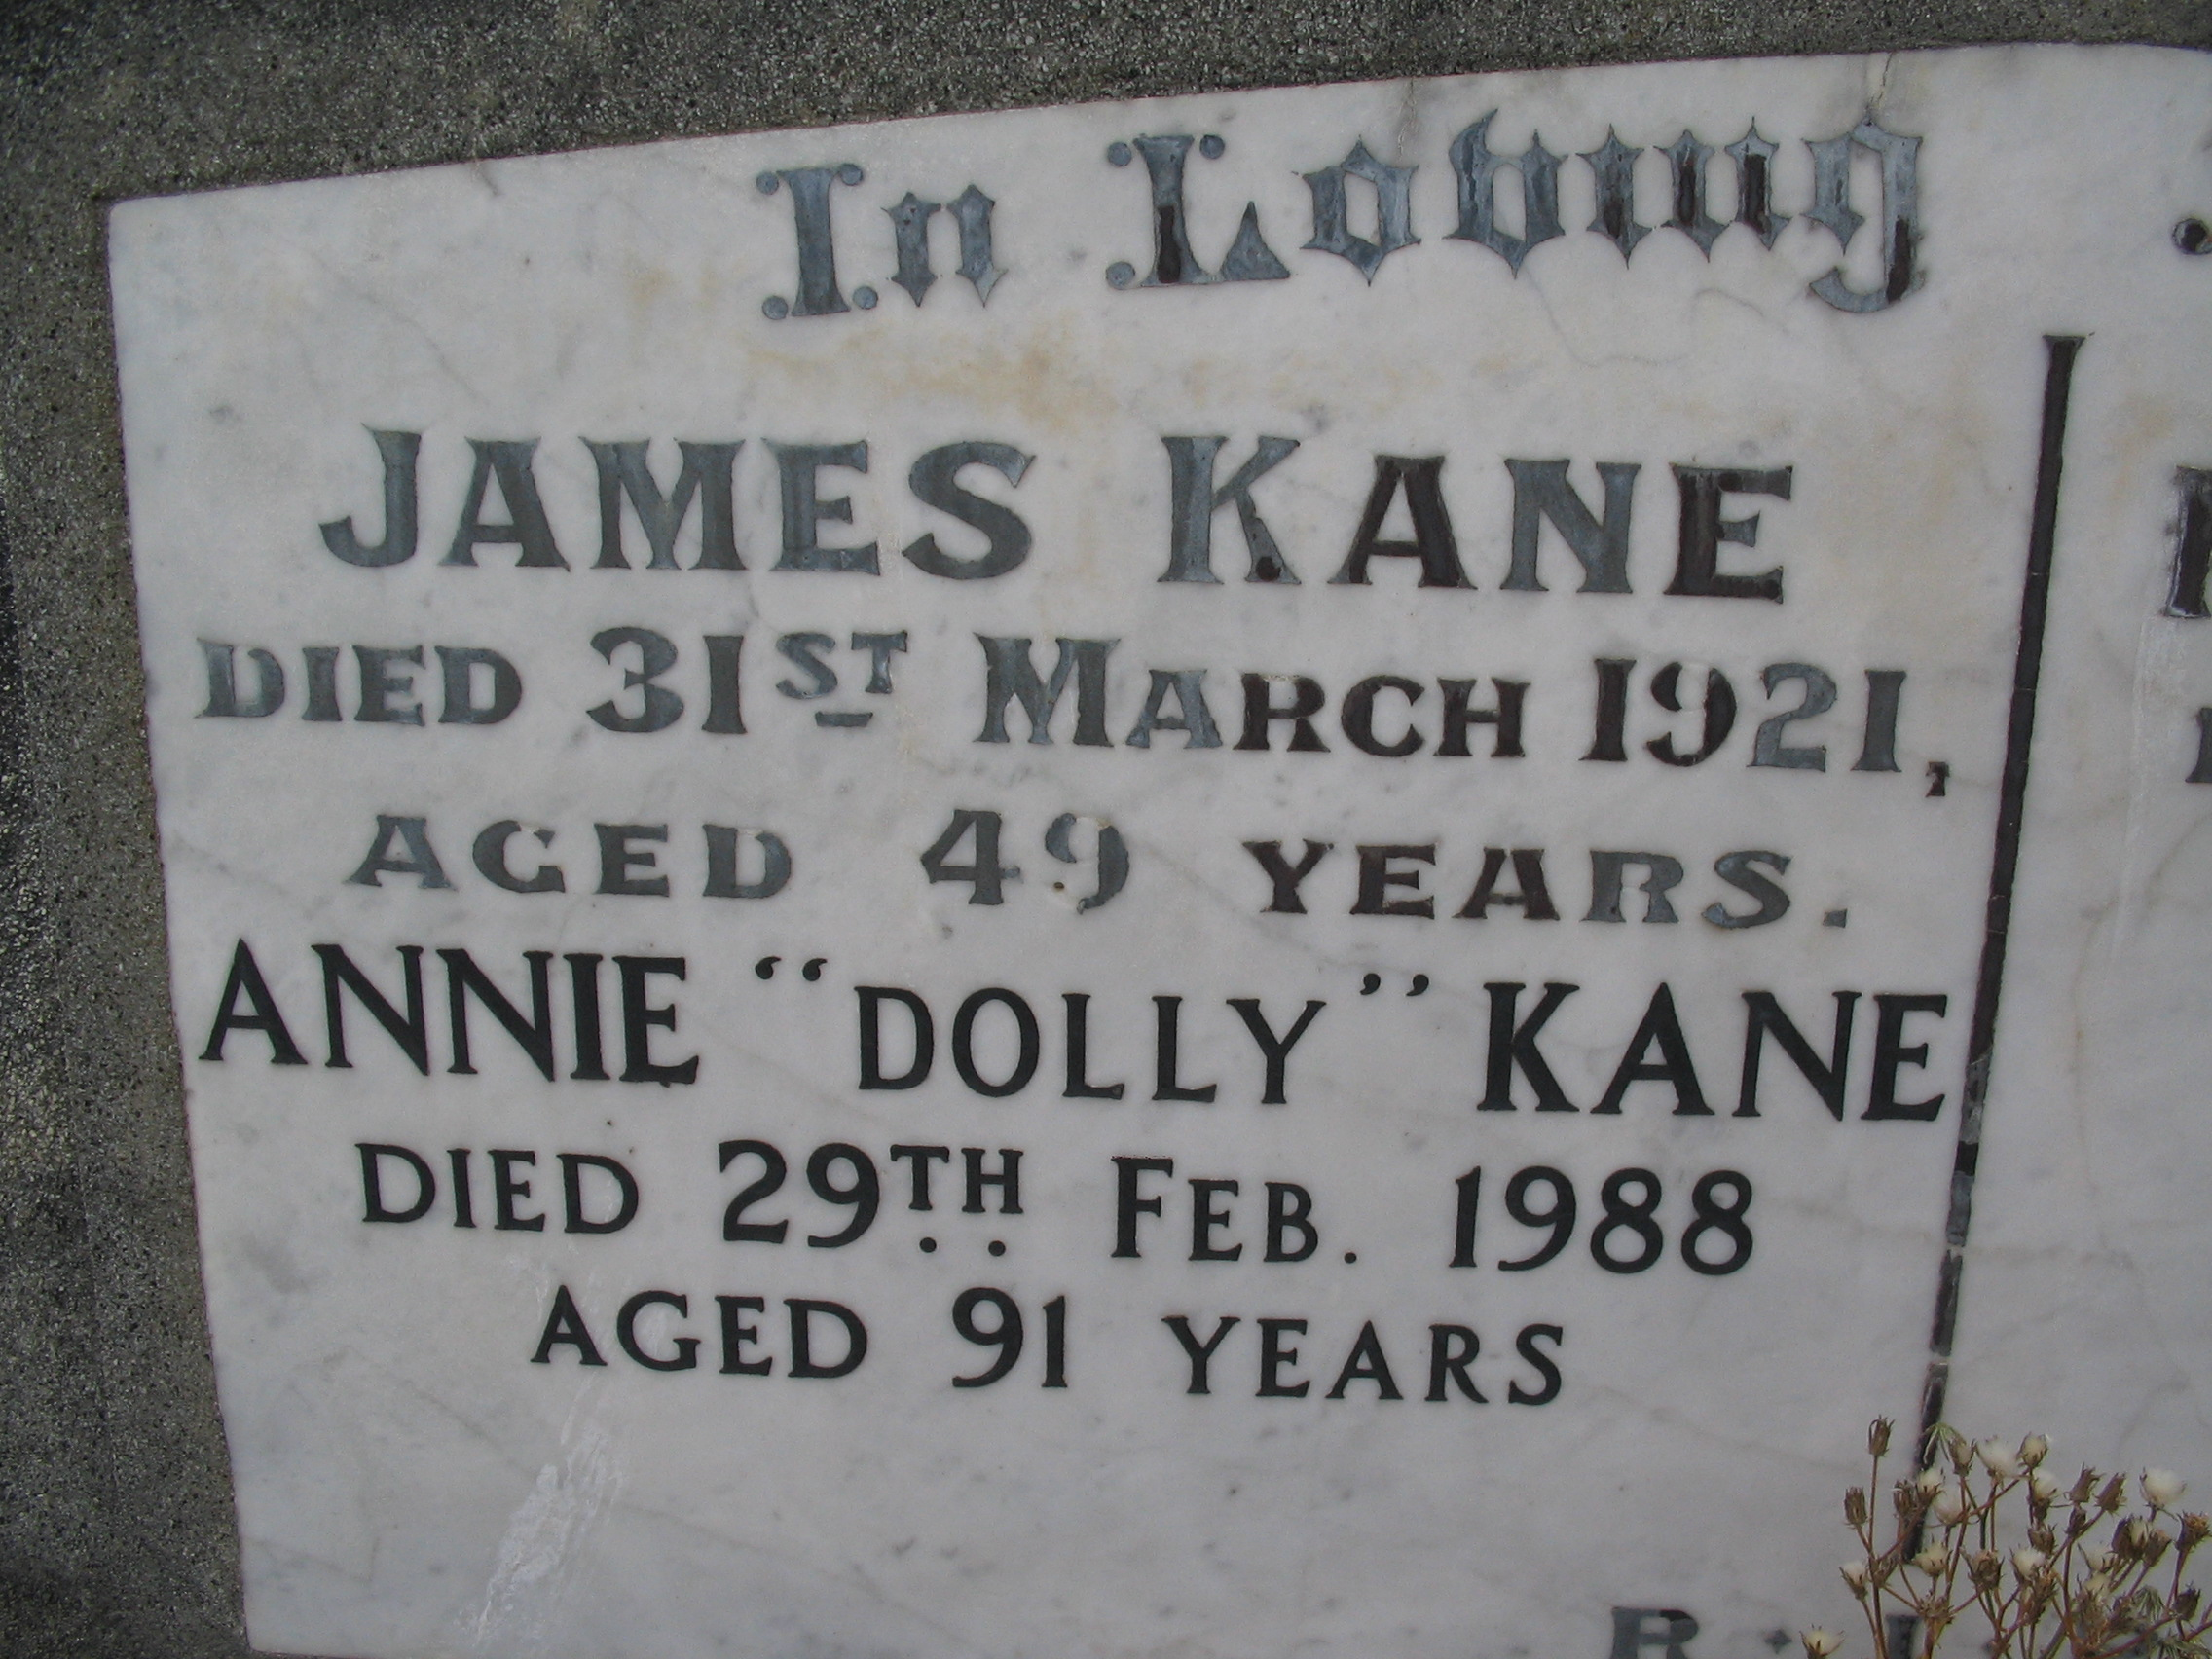 In Loving
JAMES KANE
DIED 31ST MARCH 1921,
AGED 49 YEARS.
ANNIE “DOLLY” KANE
DIED 29TH FEB. 1988
AGED 91 YEARS